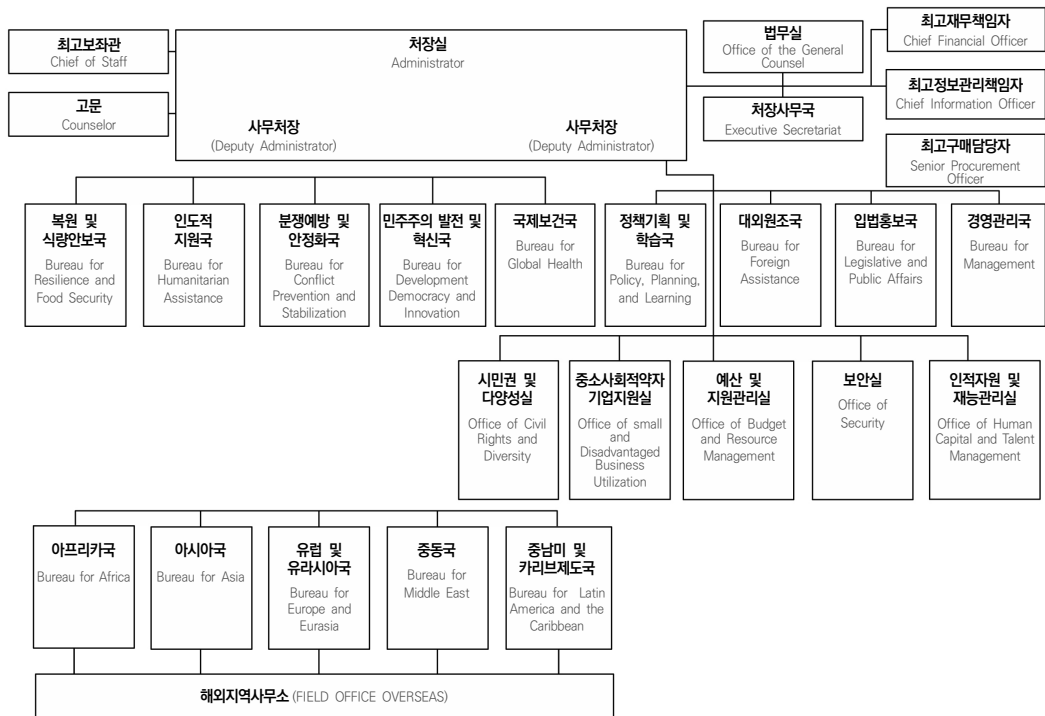 최고보좌관
Chief of Staff
고문
Counselor
처장실
Administrator
사무처장
(Deputy Administrator)
사무처장
(Deputy Administrator)
법무실
Office of the General
Counsel
처장사무국
Executive Secretariat
최고재무책임자
Chief Financial Officer
최고정보관리책임자
Chief Information Officer
최고구매담당자
Senior Procurement
Officer
복원 및
식량안보국
Bureau for
Resilience and
Food Security
인도적
지원국
Bureau for
Humanitarian
Assistance
분쟁예방 및
안정화국
Bureau for
Conflict
Prevention and
Stabilization
민주주의 발전 및
혁신국
Bureau for
Development
Democracy and
Innovation
국제보건국
Bureau for
Global Health
정책기획 및
학습국
Bureau for
Policy, Planning,
and Learning
대외원조국
Bureau for
Foreign
Assistance
입법홍보국
Bureau for
Legislative and
Public Affairs
경영관리국
Bureau for
Management
시민권 및
다양성실
Office of Civil
Rights and
Diversity
중소사회적약자
기업지원실
Office of small
and
Disadvantaged
Business
Utilization
예산 및
지원관리실
Office of Budget
and Resource
Management
보안실
Office of
Security
인적자원 및
재능관리실
Office of Human
Capital and Talent
Management
아프리카국
Bureau for Africa
아시아국
Bureau for Asia
유럽 및
유라시아국
Bureau for
Europe and
Eurasia
중동국
Bureau for
Middle East
중남미 및
카리브제도국
Bureau for Latin
America and the
Caribbean
해외지역사무소 (FIELD OFFICE OVERSEAS)